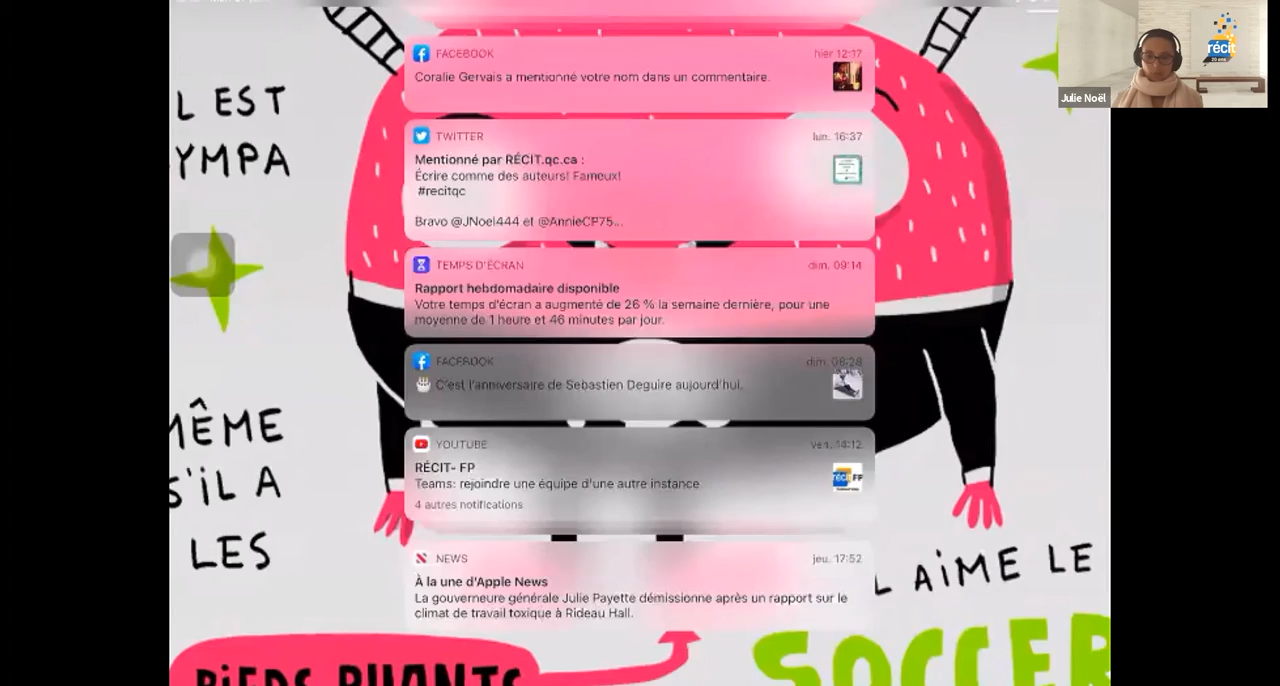 FACEBOOK
hier 12:17
Coralie Gervais a mentionné votre nom dans un commentaire.
L EST
YMPA
TWITTER
lun. 16:37
Mentionné par RÉCIT.qc.ca :
Écrire comme des auteurs! Fameux!
#recitqc
Bravo @JNoel444 et @AnnieCP75...
TEMPS D'ÉCRAN
dim. 09:14
Rapport hebdomadaire disponible
Votre temps d'écran a augmenté de 26 % la semaine dernière, pour une
moyenne de 1 heure et 46 minutes par jour.
FACEBOOK
dim. 08:28
C'est l'anniversaire de Sebastien Deguire aujourd'hui.
MÊME
S'iL A
LES
YOUTUBE
ven. 14:12
RÉCIT- FP
Teams: rejoindre une équipe d'une autre instance
4 autres notifications
récit FP
NEWS
jeu. 17:52
À la une d'Apple News
La gouverneure générale Julie Payette démissionne après un rapport sur le
climat de travail toxique à Rideau Hall.
L AiME LE
PiEDS PUANTS
SOCCER
récit
20 ans
Julie Noël